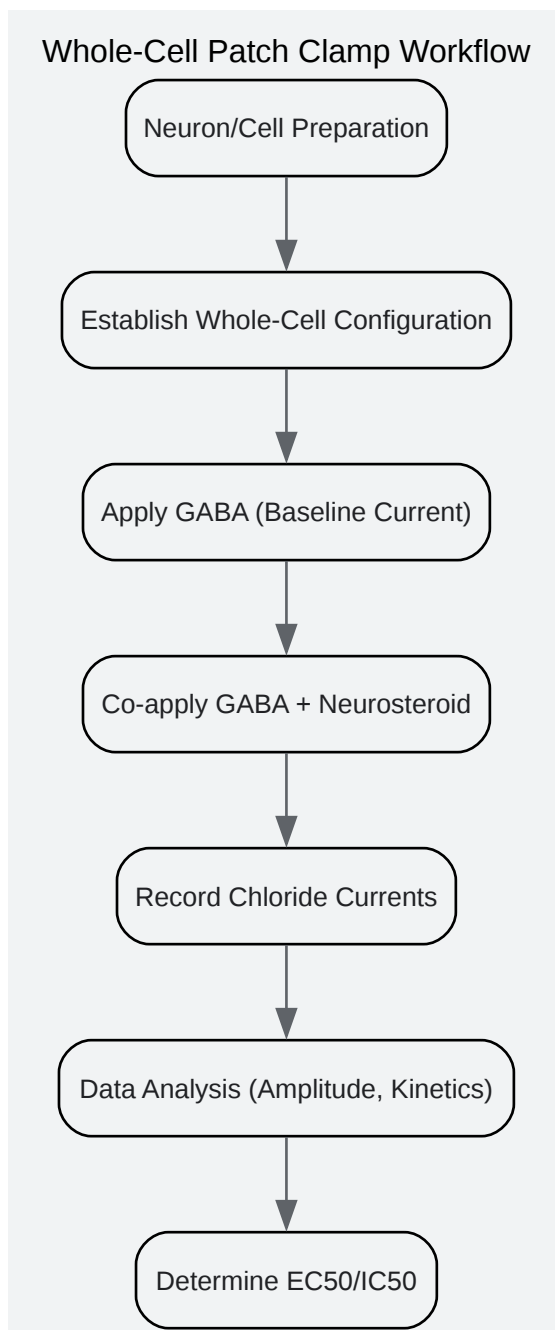 Whole-Cell Patch Clamp Workflow
Neuron/Cell Preparation
Establish Whole-Cell Configuration
Apply GABA (Baseline Current)
Co-apply GABA + Neurosteroid
Record Chloride Currents
Data Analysis (Amplitude, Kinetics)
Determine EC50/IC50